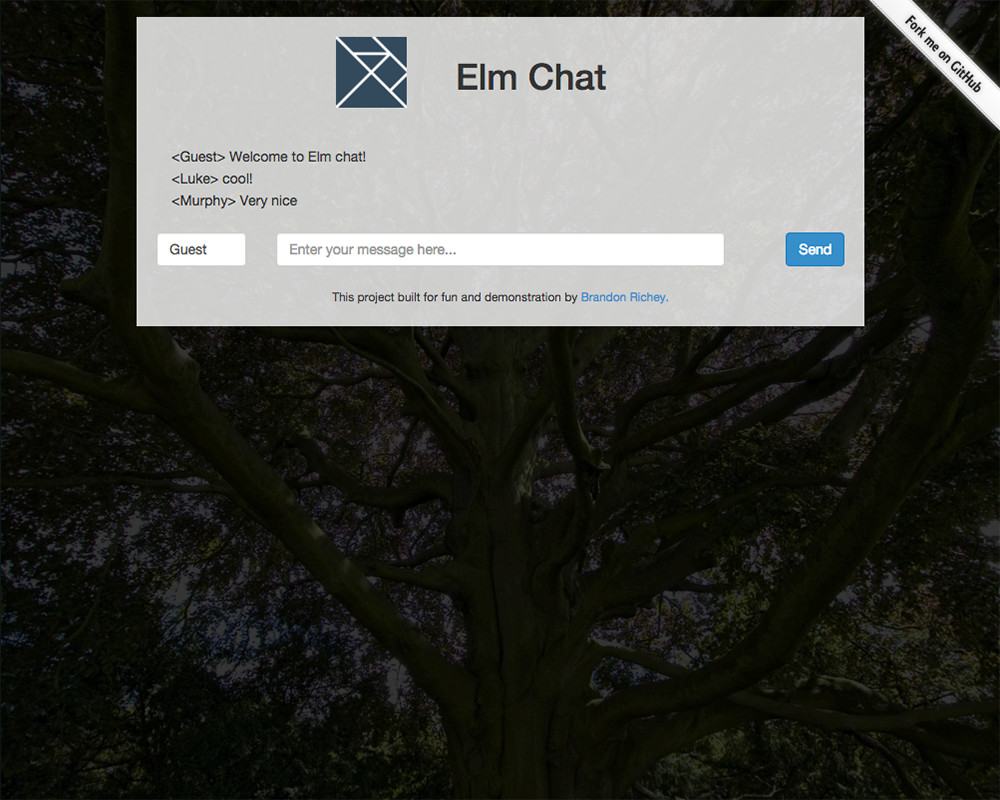 Fork me on GitHub
Elm Chat
<Guest> Welcome to Elm chat!
<Luke> cool!
<Murphy> Very nice
Guest
Enter your message here...
Send
This project built for fun and demonstration by Brandon Richey.